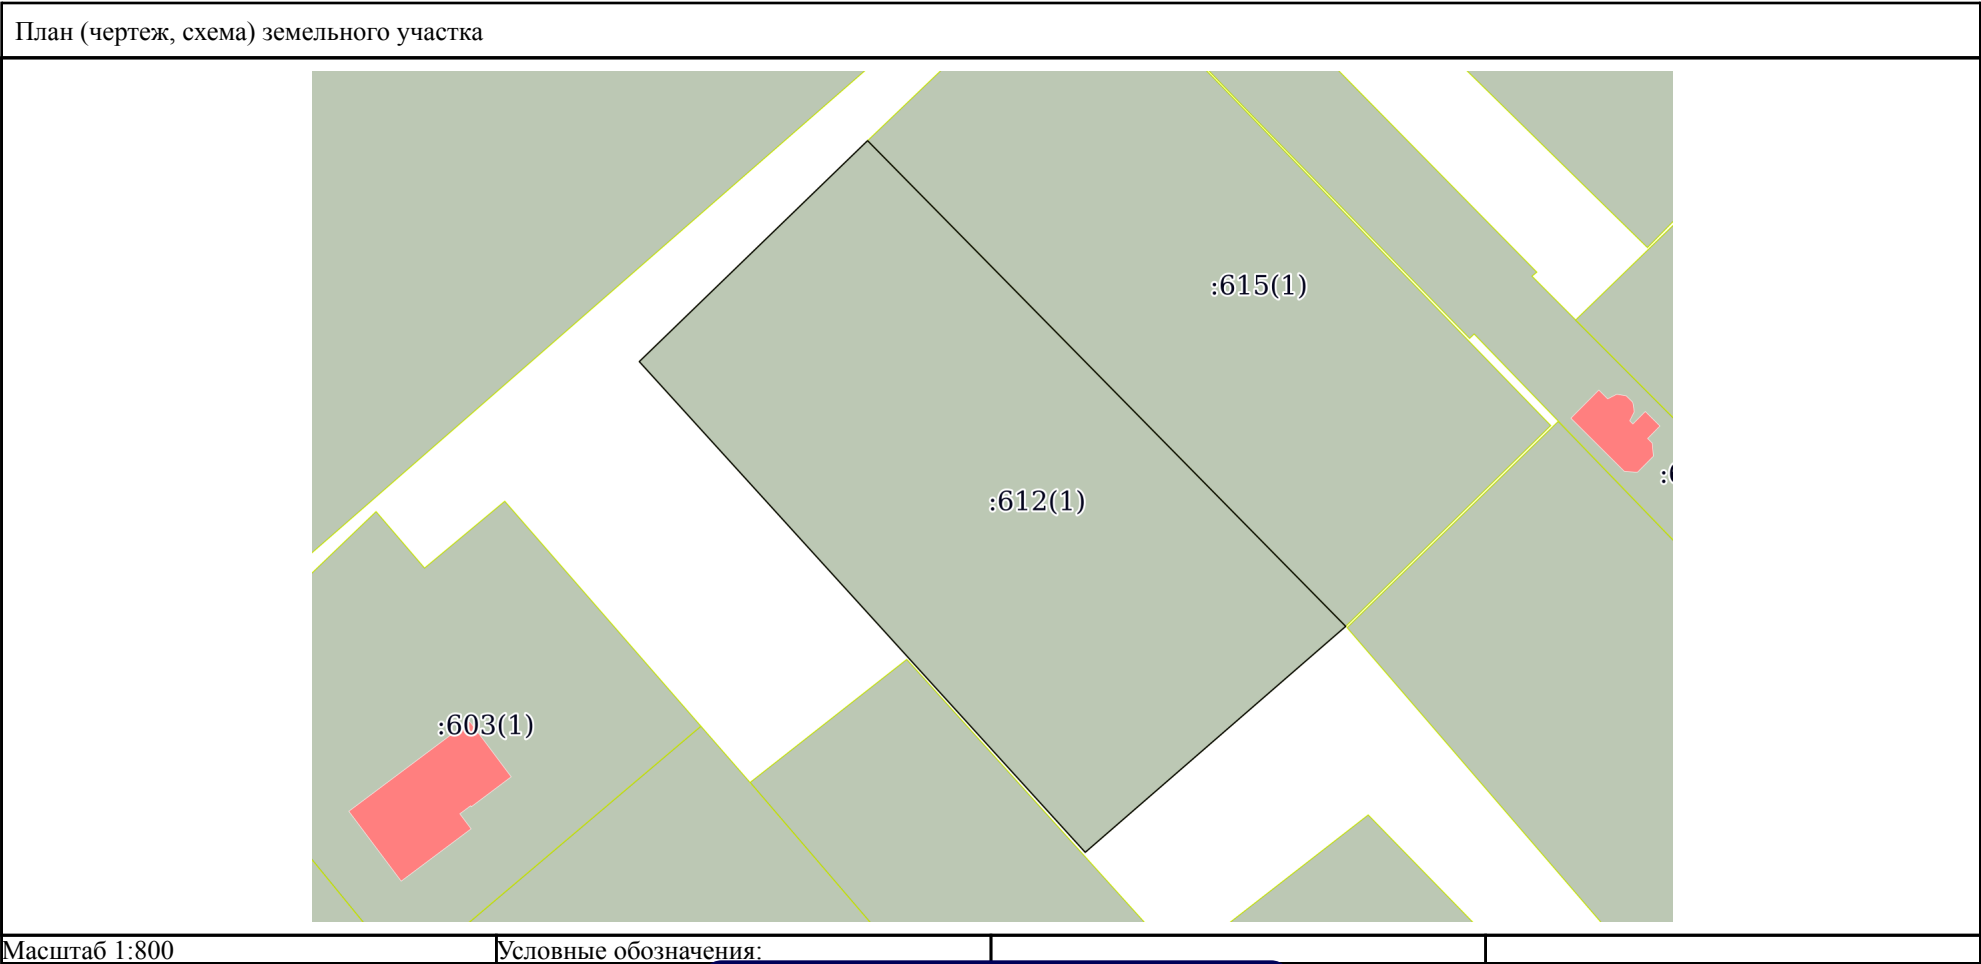 План (чертеж, схема) земельного участка
:615(1)
:612(1)
:603(1)
Масштаб 1:800
Условные обозначения: